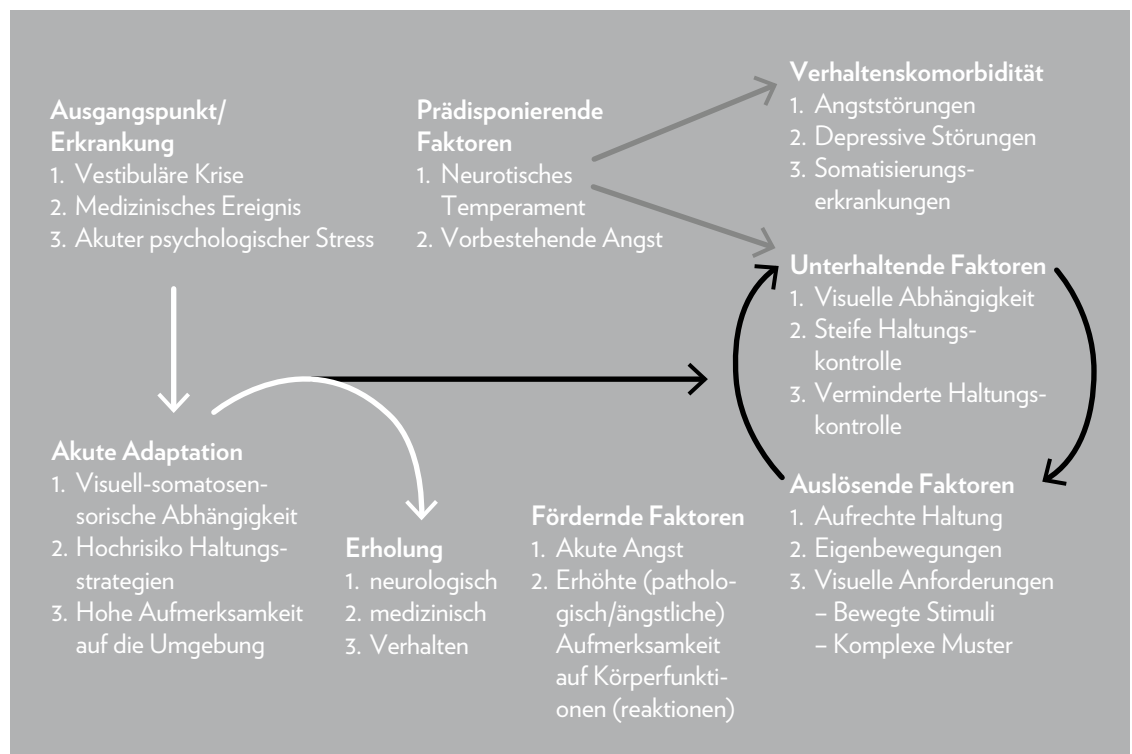 Ausgangspunkt/
Erkrankung
1. Vestibuläre Krise
2. Medizinisches Ereignis
3. Akuter psychologischer Stress
Prädisponierende
Faktoren
1. Neurotisches
Temperament
2. Vorbestehende Angst
Verhaltenskomorbidität
1. Angststörungen
2. Depressive Störungen
3. Somatisierungs-
erkrankungen
Unterhaltende Faktoren
1. Visuelle Abhängigkeit
2. Steife Haltungs-
kontrolle
3. Verminderte Haltungs-
kontrolle
Akute Adaptation
1. Visuell-somatosen-
sorische Abhängigkeit
2. Hochrisiko Haltungs-
strategien
3. Hohe Aufmerksamkeit
auf die Umgebung
Erholung
1. neurologisch
2. medizinisch
3. Verhalten
Fördernde Faktoren
1. Akute Angst
2. Erhöhte (patholo-
gisch/ängstliche)
Aufmerksamkeit
auf Körperfunkti-
onen (reaktionen)
Auslösende Faktoren
1. Aufrechte Haltung
2. Eigenbewegungen
3. Visuelle Anforderungen
– Bewegte Stimuli
– Komplexe Muster